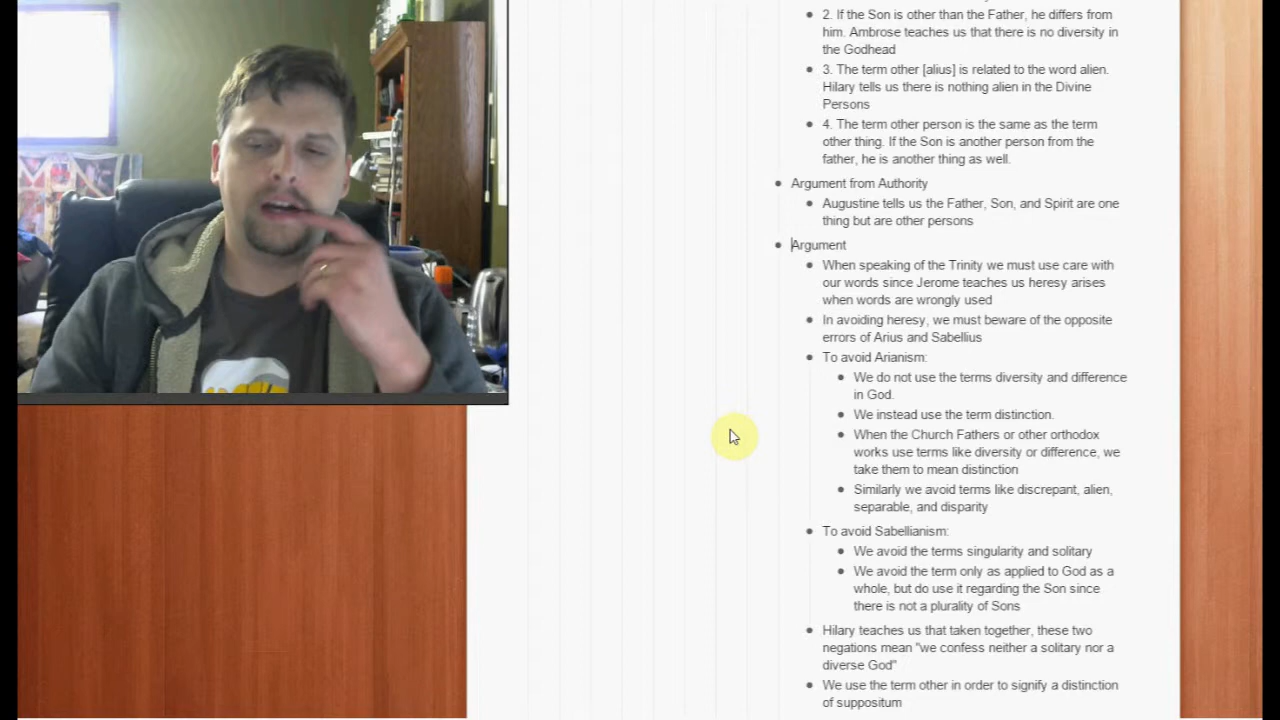 2. If the Son is other than the Father, he differs from
him. Ambrose teaches us that there is no diversity in
the Godhead
3. The term other [alius] is related to the word alien.
Hilary tells us there is nothing alien in the Divine
Persons
4. The term other person is the same as the term
other thing. If the Son is another person from the
father, he is another thing as well.
Argument from Authority
Augustine tells us the Father, Son, and Spirit are one
thing but are other persons
Argument
When speaking of the Trinity we must use care with
our words since Jerome teaches us heresy arises
when words are wrongly used
In avoiding heresy, we must beware of the opposite
errors of Arius and Sabellius
To avoid Arianism:
We do not use the terms diversity and difference
in God.
We instead use the term distinction.
When the Church Fathers or other orthodox
works use terms like diversity or difference, we
take them to mean distinction
Similarly we avoid terms like discrepant, alien,
separable, and disparity
To avoid Sabellianism:
We avoid the terms singularity and solitary
We avoid the term only as applied to God as a
whole, but do use it regarding the Son since
there is not a plurality of Sons
Hilary teaches us that taken together, these two
negations mean "we confess neither a solitary nor a
diverse God"
We use the term other in order to signify a distinction
of suppositum